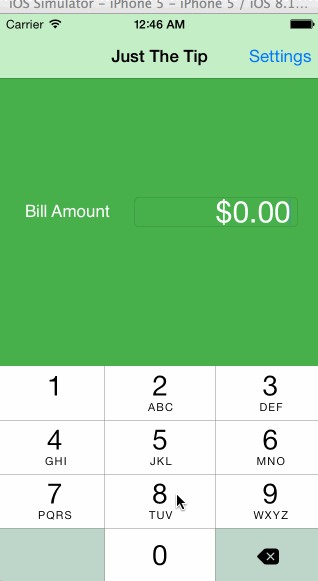 iOS Simulator - iPhone 5 - iPhone 5 / iOS 8.1...
Carrier 12:46 AM
Just The Tip Settings
Bill Amount $0.00
1 2 3
ABC DEF
4 5 6
GHI JKL MNO
7 8 9
PQRS TUV WXYZ
0